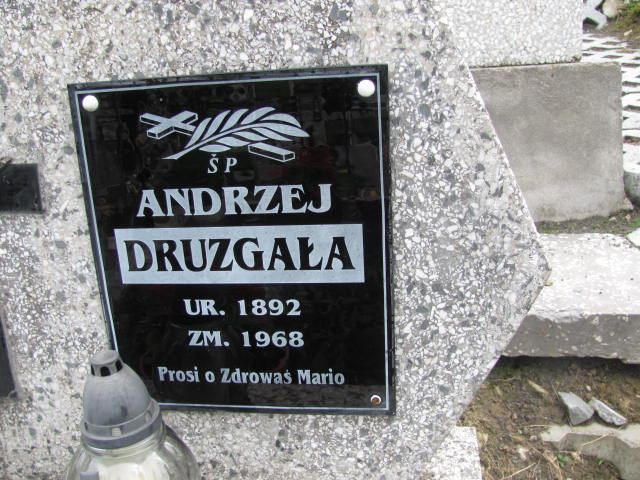 ŚP
ANDRZEJ
DRUZGAŁA
UR. 1892
ZM. 1968
Prosi o Zdrowaś Mario